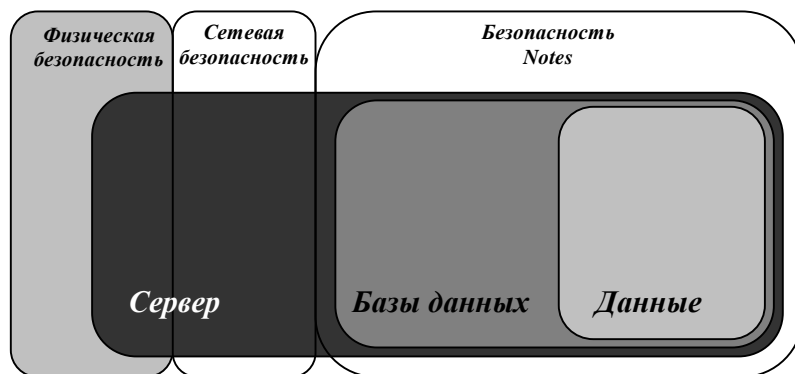 Физическая
безопасность
Сетевая
безопасность
Безопасность
Notes
Сервер
Базы данных
Данные